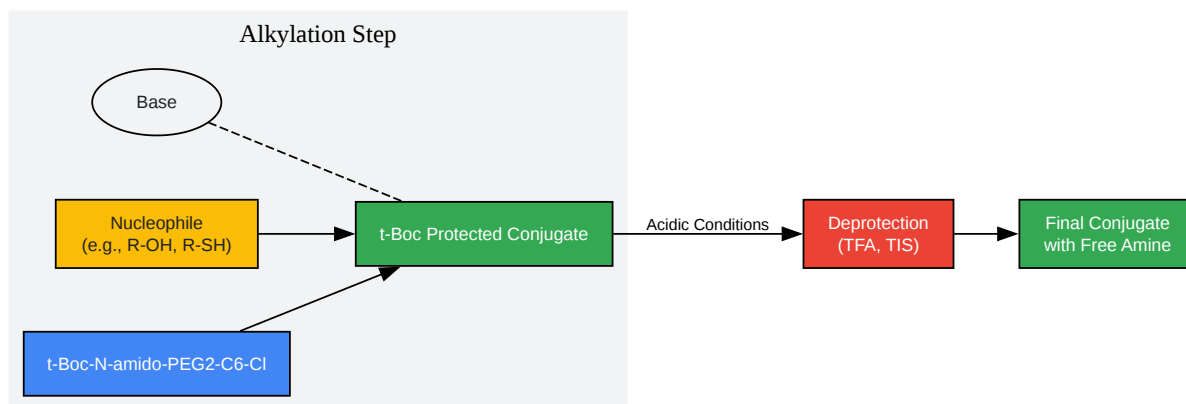 Alkylation Step
Base
Nucleophile
(e.g., R-OH, R-SH)
t-Boc Protected Conjugate
Acidic Conditions
Deprotection
(TFA, TIS)
Final Conjugate
with Free Amine
t-Boc-N-amido-PEG2-C6-Cl